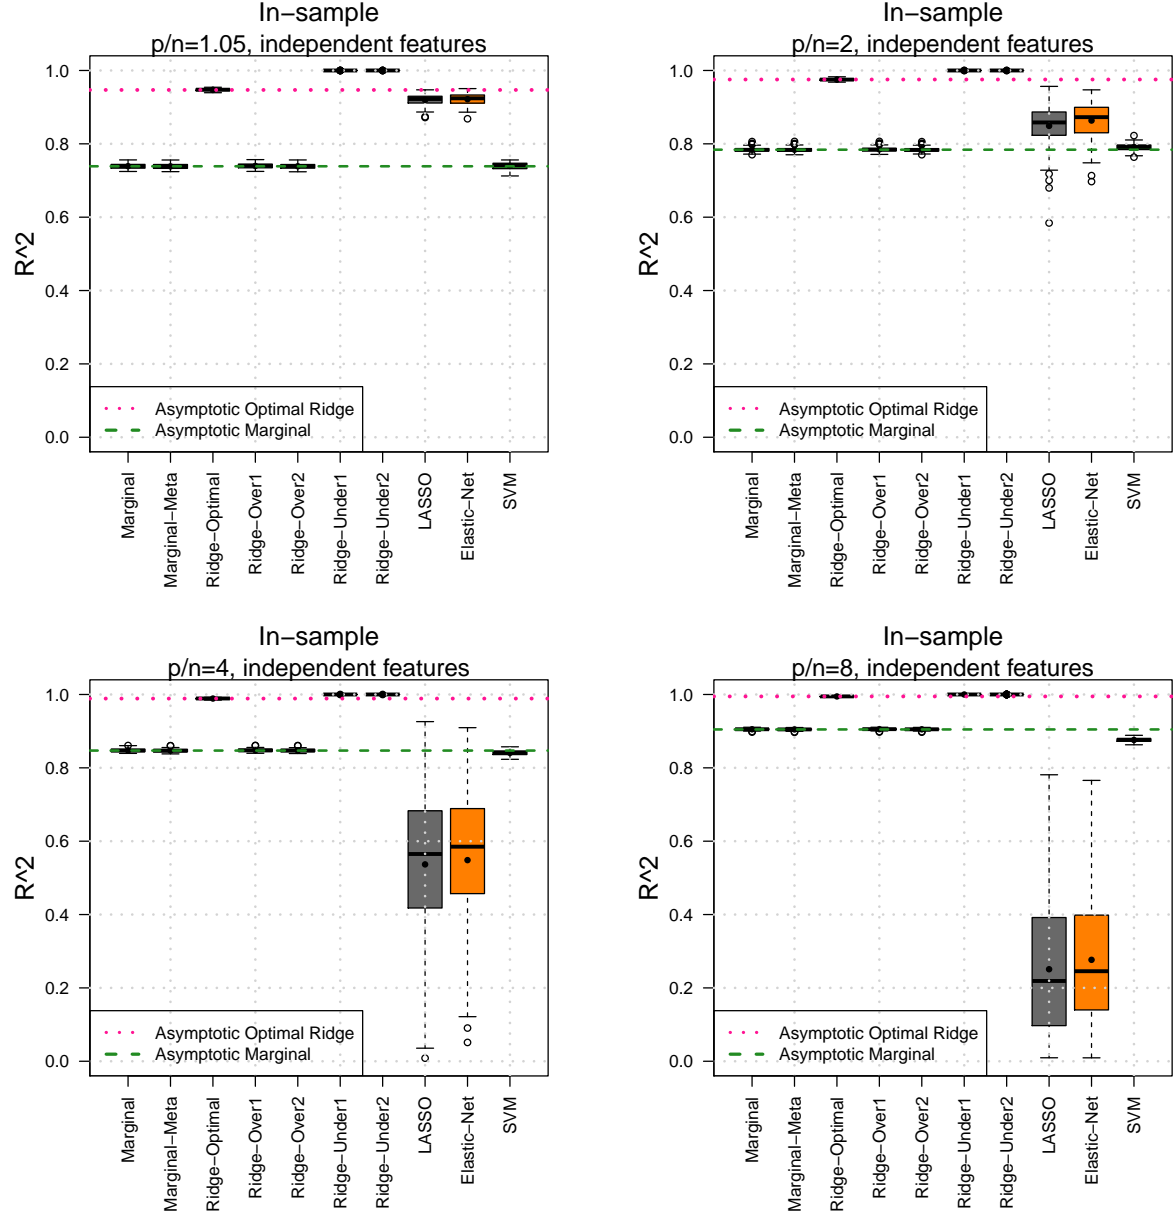 In−sample
p/n=1.05, independent features
R^2
1.0
0.8
0.6
0.4
0.2
0.0
Asymptotic Optimal Ridge
Asymptotic Marginal
Marginal
Marginal−Meta
Ridge−Optimal
Ridge−Over1
Ridge−Over2
Ridge−Under1
Ridge−Under2
LASSO
Elastic−Net
SVM
In−sample
p/n=2, independent features
R^2
1.0
0.8
0.6
0.4
0.2
0.0
Asymptotic Optimal Ridge
Asymptotic Marginal
Marginal
Marginal−Meta
Ridge−Optimal
Ridge−Over1
Ridge−Over2
Ridge−Under1
Ridge−Under2
LASSO
Elastic−Net
SVM
In−sample
p/n=4, independent features
R^2
1.0
0.8
0.6
0.4
0.2
0.0
Asymptotic Optimal Ridge
Asymptotic Marginal
Marginal
Marginal−Meta
Ridge−Optimal
Ridge−Over1
Ridge−Over2
Ridge−Under1
Ridge−Under2
LASSO
Elastic−Net
SVM
In−sample
p/n=8, independent features
R^2
1.0
0.8
0.6
0.4
0.2
0.0
Asymptotic Optimal Ridge
Asymptotic Marginal
Marginal
Marginal−Meta
Ridge−Optimal
Ridge−Over1
Ridge−Over2
Ridge−Under1
Ridge−Under2
LASSO
Elastic−Net
SVM